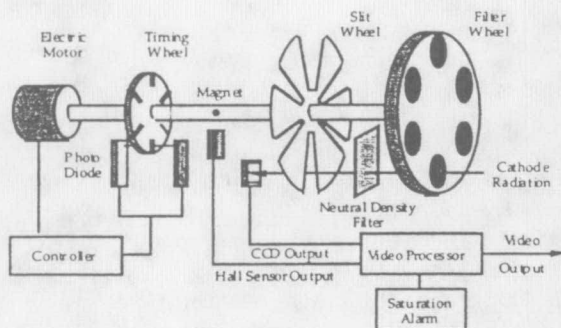 Electric
Motor
Timing
Wheel
Magnet
Slit
Wheel
Filter
Wheel
Photo
Diode
Cathode
Radiation
Neutral Density
Filter
Controller
CCD Output
Hall Sensor Output
Video Processor
Video
Output
Saturation
Alarm